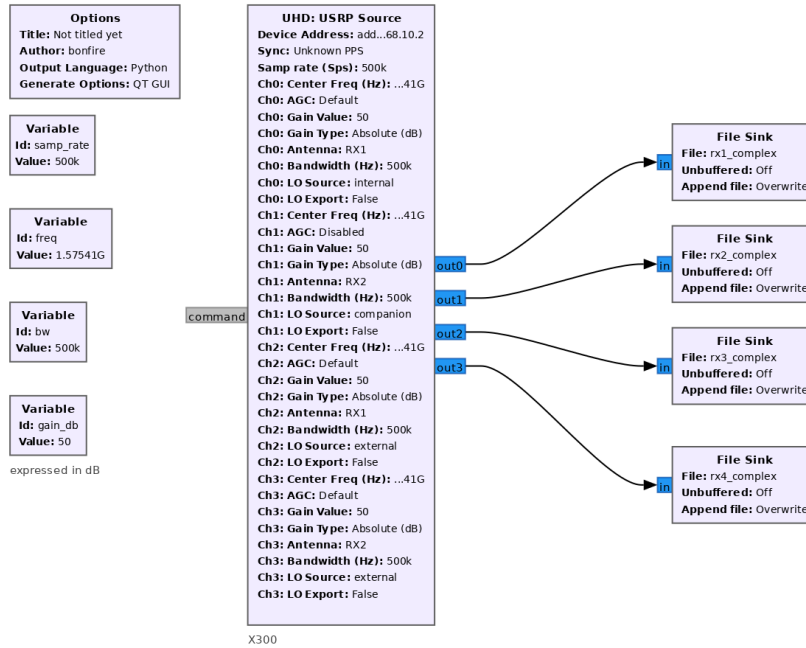 Options
Title: Not titled yet
Author: bonfire
Output Language: Python
Generate Options: QT GUI
Variable
Id: samp_rate
Value: 500k
Variable
Id: freq
Value: 1.57541G
Variable
Id: bw
Value: 500k
Variable
Id: gain_db
Value: 50
expressed in dB
command
UHD: USRP Source
Device Address: add...68.10.2
Sync: Unknown PPS
Samp rate (Sps): 500k
Ch0: Center Freq (Hz): ...41G
Ch0: AGC: Default
Ch0: Gain Value: 50
Ch0: Gain Type: Absolute (dB)
Ch0: Antenna: RX1
Ch0: Bandwidth (Hz): 500k
Ch0: LO Source: internal
Ch0: LO Export: False
Ch1: Center Freq (Hz): ...41G
Ch1: AGC: Disabled
Ch1: Gain Value: 50
Ch1: Gain Type: Absolute (dB)
Ch1: Antenna: RX2
Ch1: Bandwidth (Hz): 500k
Ch1: LO Source: companion
Ch1: LO Export: False
Ch2: Center Freq (Hz): ...41G
Ch2: AGC: Default
Ch2: Gain Value: 50
Ch2: Gain Type: Absolute (dB)
Ch2: Antenna: RX1
Ch2: Bandwidth (Hz): 500k
Ch2: LO Source: external
Ch2: LO Export: False
Ch3: Center Freq (Hz): ...41G
Ch3: AGC: Default
Ch3: Gain Value: 50
Ch3: Gain Type: Absolute (dB)
Ch3: Antenna: RX2
Ch3: Bandwidth (Hz): 500k
Ch3: LO Source: external
Ch3: LO Export: False
X300
out0
out1
out2
out3
in
File Sink
File: rx1_complex
Unbuffered: Off
Append file: Overwrite
in
File Sink
File: rx2_complex
Unbuffered: Off
Append file: Overwrite
in
File Sink
File: rx3_complex
Unbuffered: Off
Append file: Overwrite
in
File Sink
File: rx4_complex
Unbuffered: Off
Append file: Overwrite